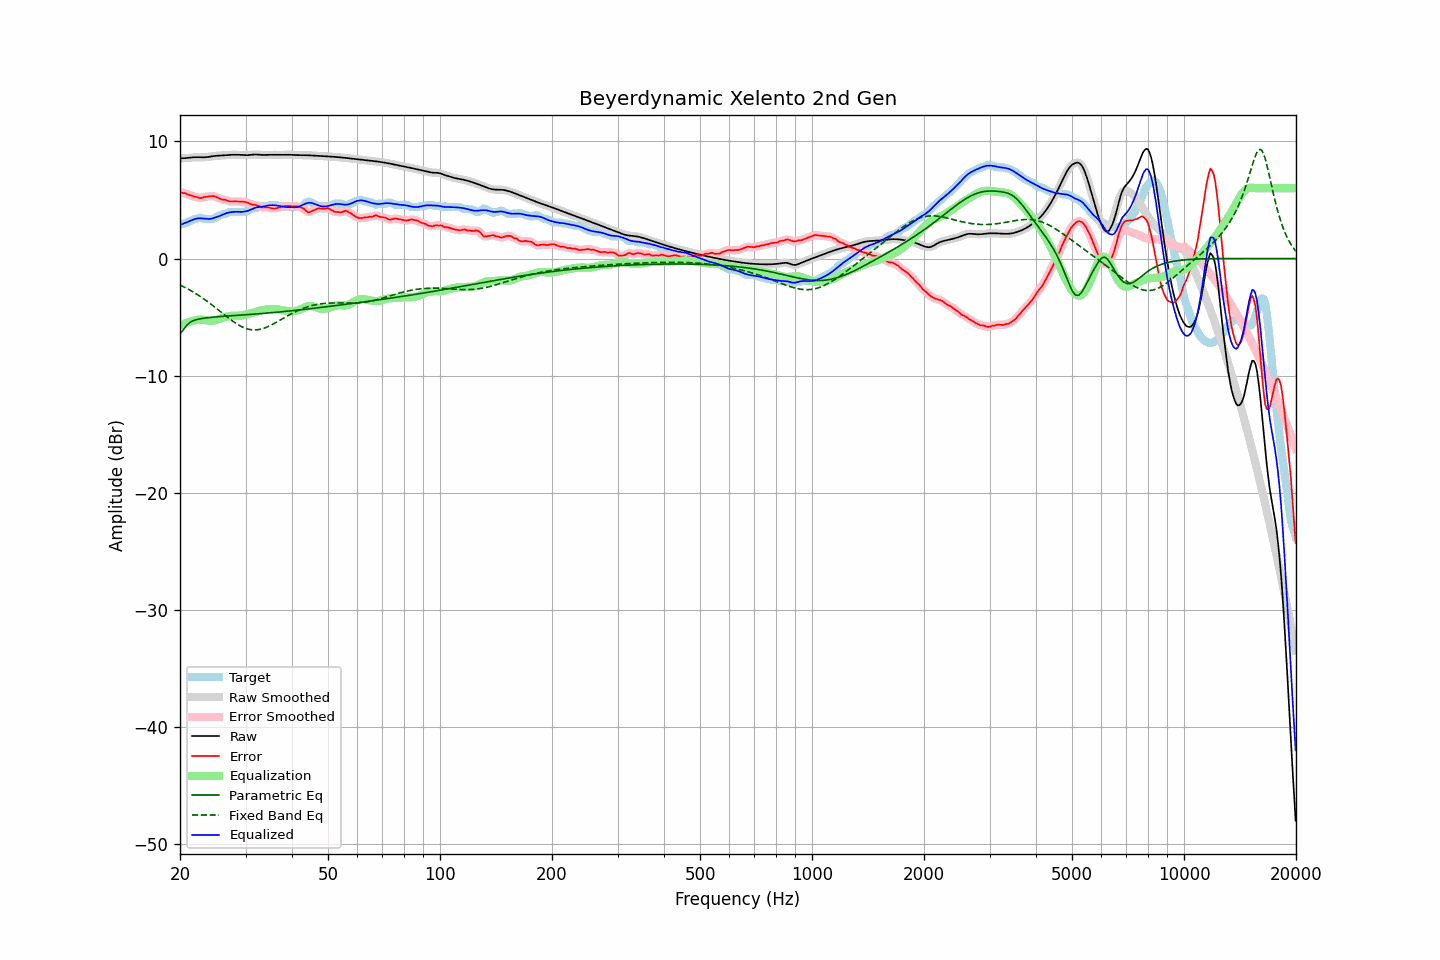 Beyerdynamic Xelento 2nd Gen
Amplitude (dBr)
10
0
−10
−20
−30
−40
−50
Target
Raw Smoothed
Error Smoothed
Raw
Error
Equalization
Parametric Eq
Fixed Band Eq
Equalized
20 50 100 200 500 1000 2000 5000 10000 20000
Frequency (Hz)